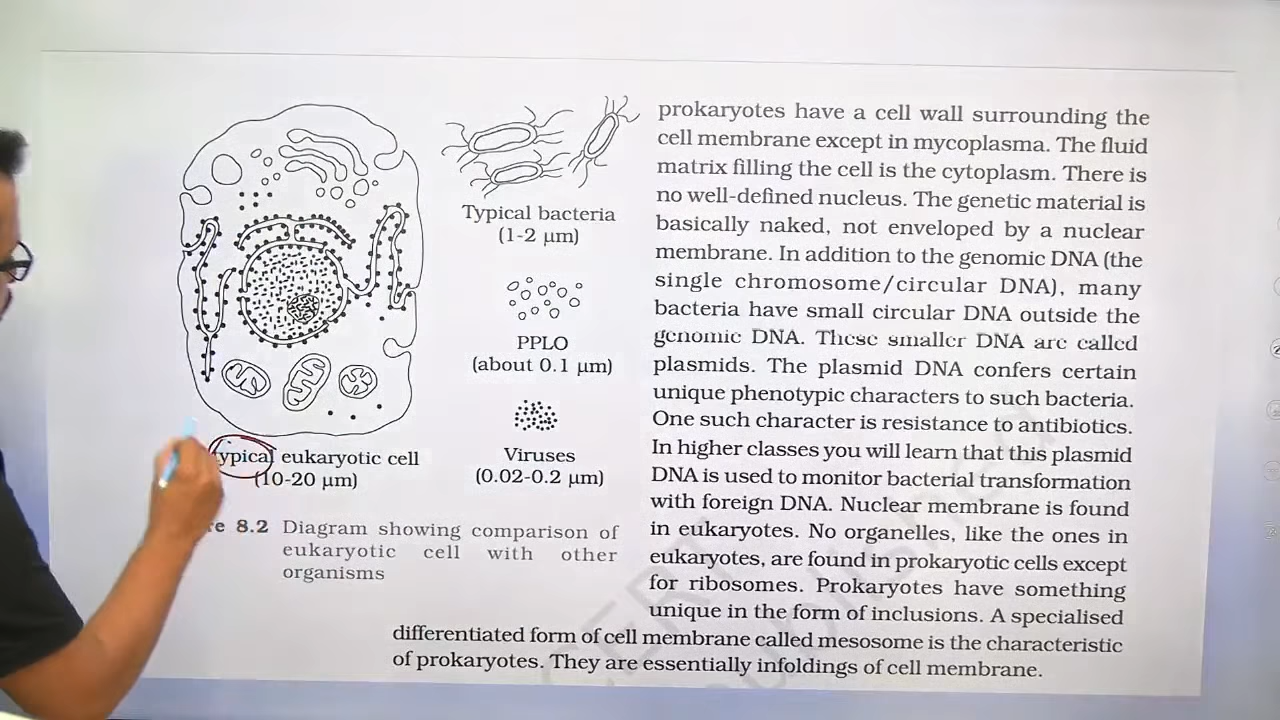 Typical bacteria
(1-2 µm)
PPLO
(about 0.1 µm)
Viruses
(0.02-0.2 µm)
typical eukaryotic cell
(10-20 µm)
8.2 Diagram showing comparison of
eukaryotic cell with other
organisms
prokaryotes have a cell wall surrounding the
cell membrane except in mycoplasma. The fluid
matrix filling the cell is the cytoplasm. There is
no well-defined nucleus. The genetic material is
basically naked, not enveloped by a nuclear
membrane. In addition to the genomic DNA (the
single chromosome/circular DNA), many
bacteria have small circular DNA outside the
genomic DNA. These smaller DNA are called
plasmids. The plasmid DNA confers certain
unique phenotypic characters to such bacteria.
One such character is resistance to antibiotics.
In higher classes you will learn that this plasmid
DNA is used to monitor bacterial transformation
with foreign DNA. Nuclear membrane is found
in eukaryotes. No organelles, like the ones in
eukaryotes, are found in prokaryotic cells except
for ribosomes. Prokaryotes have something
unique in the form of inclusions. A specialised
differentiated form of cell membrane called mesosome is the characteristic
of prokaryotes. They are essentially infoldings of cell membrane.